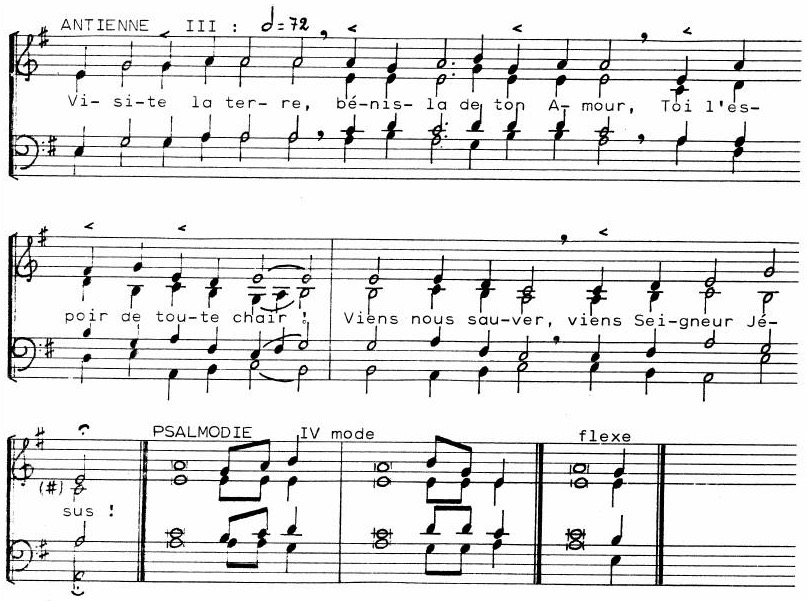 ANTIENNE III : 𝅗𝅥=72
Vi- si-te la ter- re, bé-nis- la de ton A- mour, Toi l'es-
poir de tou-te chair ! Viens nous sau-ver, viens Sei-gneur Jé-
PSALMODIE IV mode flexe
(#)
sus !